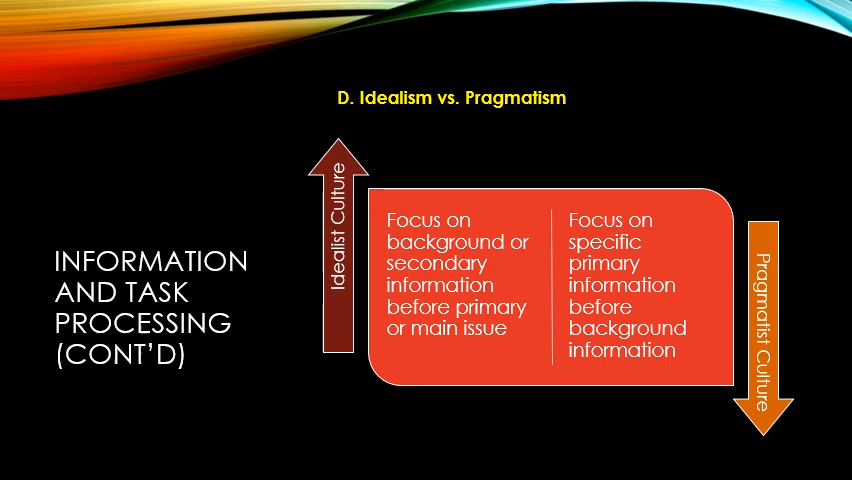 D. Idealism vs. Pragmatism
INFORMATION
AND TASK
PROCESSING
(CONT’D)
Idealist Culture
Focus on
background or
secondary
information
before primary
or main issue
Focus on
specific
primary
information
before
background
information
Pragmatist Culture